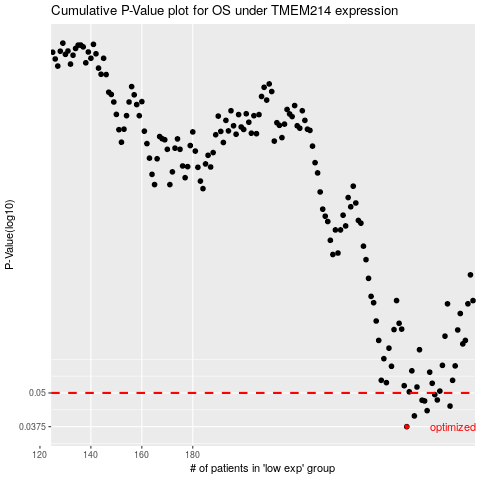 Cumulative P-Value plot for OS under TMEM214 expression
P-Value(log10)
0.05
0.0375
optimized
120 140 160 180
# of patients in 'low exp' group